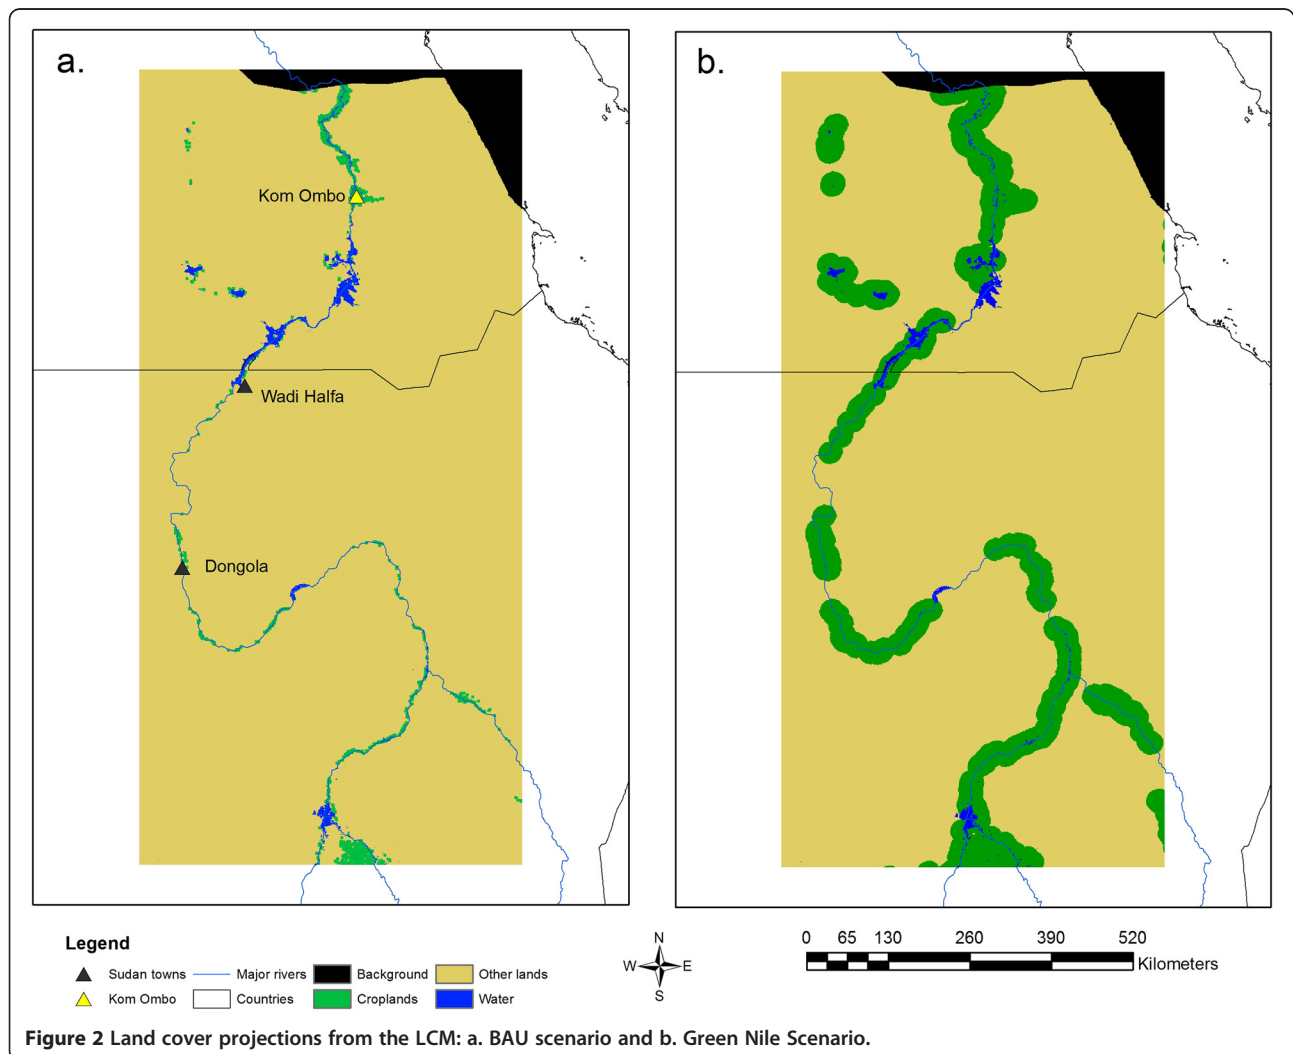 a.
b.
Kom Ombo
Wadi Halfa
Dongola
Legend
Sudan towns
Major rivers
Background
Other lands
Kom Ombo
Countries
Croplands
Water
N
W E
S
0 65 130 260 390 520
Kilometers
Figure 2 Land cover projections from the LCM: a. BAU scenario and b. Green Nile Scenario.